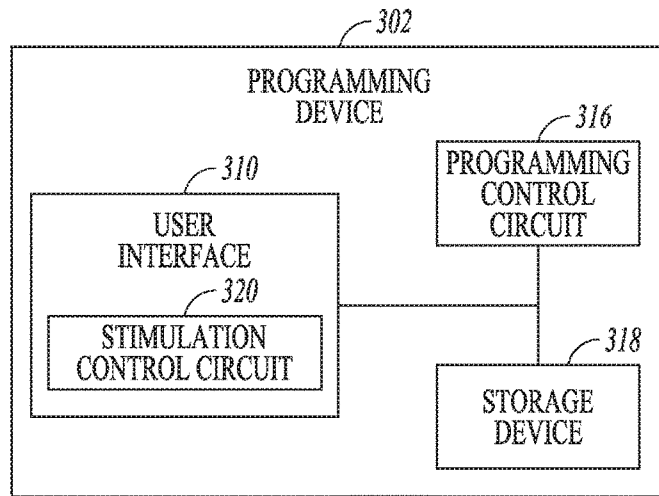 302
PROGRAMMING
DEVICE
316
PROGRAMMING
CONTROL
CIRCUIT
310
USER
INTERFACE
320
STIMULATION
CONTROL CIRCUIT
318
STORAGE
DEVICE